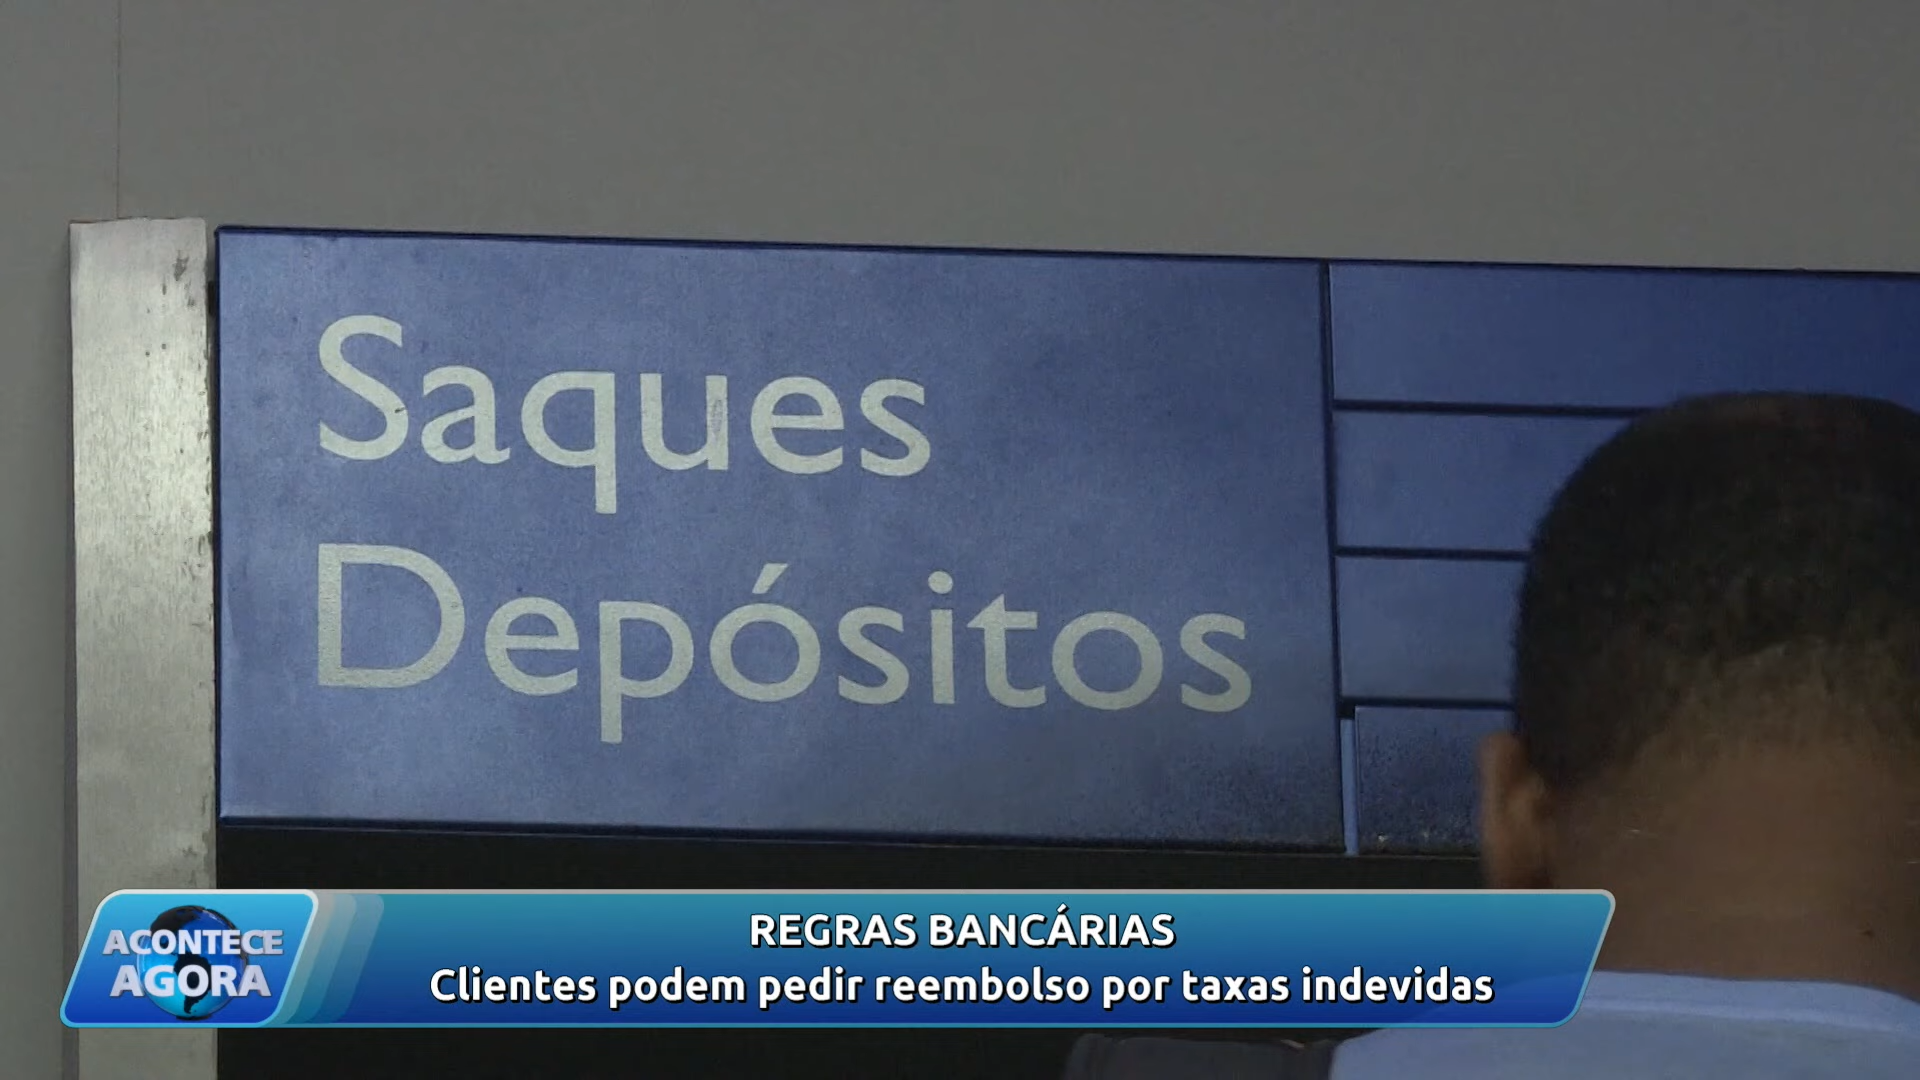 Saques
Depósitos
ACONTECE
AGORA
REGRAS BANCÁRIAS
Clientes podem pedir reembolso por taxas indevidas